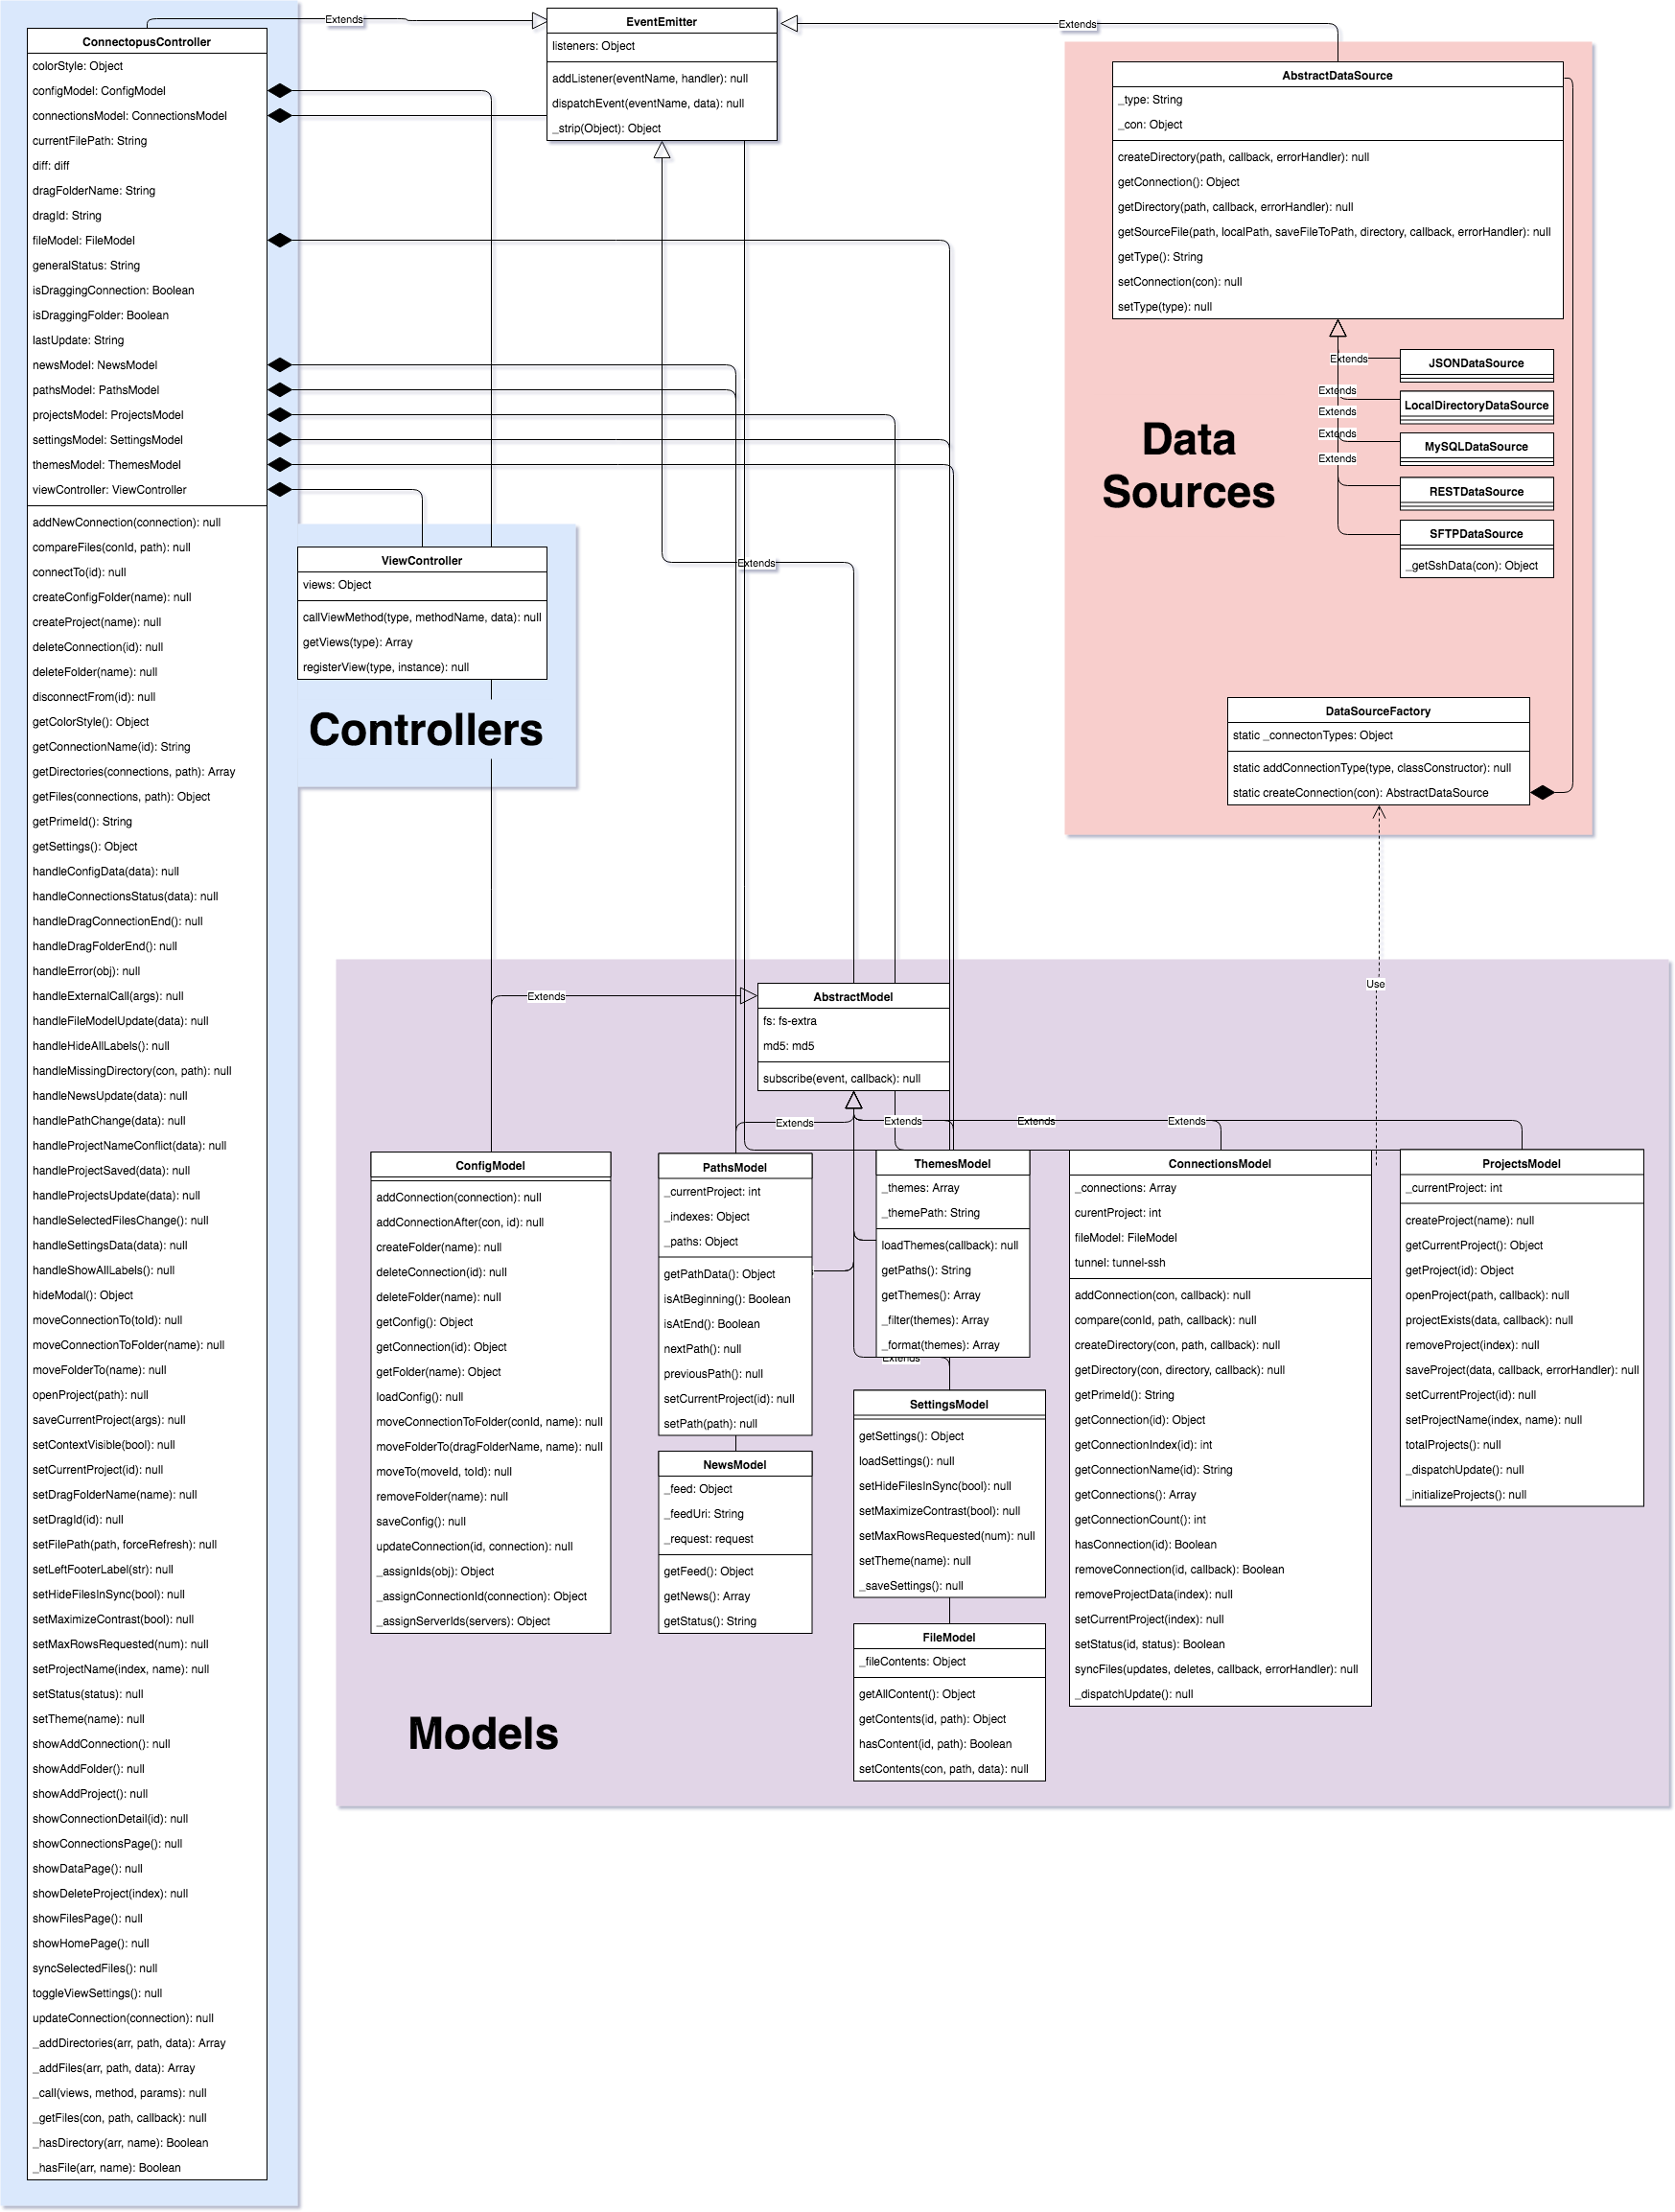 Extends
ConnectopusController
colorStyle: Object
configModel: ConfigModel
connectionsModel: ConnectionsModel
currentFilePath: String
diff: diff
dragFolderName: String
dragId: String
fileModel: FileModel
generalStatus: String
isDraggingConnection: Boolean
isDraggingFolder: Boolean
lastUpdate: String
newsModel: NewsModel
pathsModel: PathsModel
projectsModel: ProjectsModel
settingsModel: SettingsModel
themesModel: ThemesModel
viewController: ViewController
addNewConnection(connection): null
compareFiles(conId, path): null
connectTo(id): null
createConfigFolder(name): null
createProject(name): null
deleteConnection(id): null
deleteFolder(name): null
disconnectFrom(id): null
getColorStyle(): Object
getConnectionName(id): String
getDirectories(connections, path): Array
getFiles(connections, path): Object
getPrimeId(): String
getSettings(): Object
handleConfigData(data): null
handleConnectionsStatus(data): null
handleDragConnectionEnd(): null
handleDragFolderEnd(): null
handleError(obj): null
handleExternalCall(args): null
handleFileModelUpdate(data): null
handleHideAllLabels(): null
handleMissingDirectory(con, path): null
handleNewsUpdate(data): null
handlePathChange(data): null
handleProjectNameConflict(data): null
handleProjectSaved(data): null
handleProjectsUpdate(data): null
handleSelectedFilesChange(): null
handleSettingsData(data): null
handleShowAllLabels(): null
hideModal(): Object
moveConnectionTo(toId): null
moveConnectionToFolder(name): null
moveFolderTo(name): null
openProject(path): null
saveCurrentProject(args): null
setContextVisible(bool): null
setCurrentProject(id): null
setDragFolderName(name): null
setDragId(id): null
setFilePath(path, forceRefresh): null
setLeftFooterLabel(str): null
setHideFilesInSync(bool): null
setMaximizeContrast(bool): null
setMaxRowsRequested(num): null
setProjectName(index, name): null
setStatus(status): null
setTheme(name): null
showAddConnection(): null
showAddFolder(): null
showAddProject(): null
showConnectionDetail(id): null
showConnectionsPage(): null
showDataPage(): null
showDeleteProject(index): null
showFilesPage(): null
showHomePage(): null
syncSelectedFiles(): null
toggleViewSettings(): null
updateConnection(connection): null
_addDirectories(arr, path, data): Array
_addFiles(arr, path, data): Array
_call(views, method, params): null
_getFiles(con, path, callback): null
_hasDirectory(arr, name): Boolean
_hasFile(arr, name): Boolean
EventEmitter
listeners: Object
addListener(eventName, handler): null
dispatchEvent(eventName, data): null
_strip(Object): Object
Extends
Extends
ViewController
views: Object
callViewMethod(type, methodName, data): null
getViews(type): Array
registerView(type, instance): null
Controllers
AbstractDataSource
_type: String
_con: Object
createDirectory(path, callback, errorHandler): null
getConnection(): Object
getDirectory(path, callback, errorHandler): null
getSourceFile(path, localPath, saveFileToPath, directory, callback, errorHandler): null
getType(): String
setConnection(con): null
setType(type): null
Extends
JSONDataSource
Extends
LocalDirectoryDataSource
Extends
Extends
MySQLDataSource
Extends
RESTDataSource
SFTPDataSource
_getSshData(con): Object
Data
Sources
DataSourceFactory
static _connectonTypes: Object
static addConnectionType(type, classConstructor): null
static createConnection(con): AbstractDataSource
Use
Extends
AbstractModel
fs: fs-extra
md5: md5
subscribe(event, callback): null
Extends
Extends
Extends
Extends
ConfigModel
addConnection(connection): null
addConnectionAfter(con, id): null
createFolder(name): null
deleteConnection(id): null
deleteFolder(name): null
getConfig(): Object
getConnection(id): Object
getFolder(name): Object
loadConfig(): null
moveConnectionToFolder(conId, name): null
moveFolderTo(dragFolderName, name): null
moveTo(moveId, toId): null
removeFolder(name): null
saveConfig(): null
updateConnection(id, connection): null
_assignIds(obj): Object
_assignConnectionId(connection): Object
_assignServerIds(servers): Object
PathsModel
_currentProject: int
_indexes: Object
_paths: Object
getPathData(): Object
isAtBeginning(): Boolean
isAtEnd(): Boolean
nextPath(): null
previousPath(): null
setCurrentProject(id): null
setPath(path): null
NewsModel
_feed: Object
_feedUri: String
_request: request
getFeed(): Object
getNews(): Array
getStatus(): String
ThemesModel
_themes: Array
_themePath: String
loadThemes(callback): null
getPaths(): String
getThemes(): Array
_filter(themes): Array
_format(themes): Array
Extends
SettingsModel
getSettings(): Object
loadSettings(): null
setHideFilesInSync(bool): null
setMaximizeContrast(bool): null
setMaxRowsRequested(num): null
setTheme(name): null
_saveSettings(): null
FileModel
_fileContents: Object
getAllContent(): Object
getContents(id, path): Object
hasContent(id, path): Boolean
setContents(con, path, data): null
ConnectionsModel
_connections: Array
curentProject: int
fileModel: FileModel
tunnel: tunnel-ssh
addConnection(con, callback): null
compare(conId, path, callback): null
createDirectory(con, path, callback): null
getDirectory(con, directory, callback): null
getPrimeId(): String
getConnection(id): Object
getConnectionIndex(id): int
getConnectionName(id): String
getConnections(): Array
getConnectionCount(): int
hasConnection(id): Boolean
removeConnection(id, callback): Boolean
removeProjectData(index): null
setCurrentProject(index): null
setStatus(id, status): Boolean
syncFiles(updates, deletes, callback, errorHandler): null
_dispatchUpdate(): null
ProjectsModel
_currentProject: int
createProject(name): null
getCurrentProject(): Object
getProject(id): Object
openProject(path, callback): null
projectExists(data, callback): null
removeProject(index): null
saveProject(data, callback, errorHandler): null
setCurrentProject(id): null
setProjectName(index, name): null
totalProjects(): null
_dispatchUpdate(): null
_initializeProjects(): null
Models